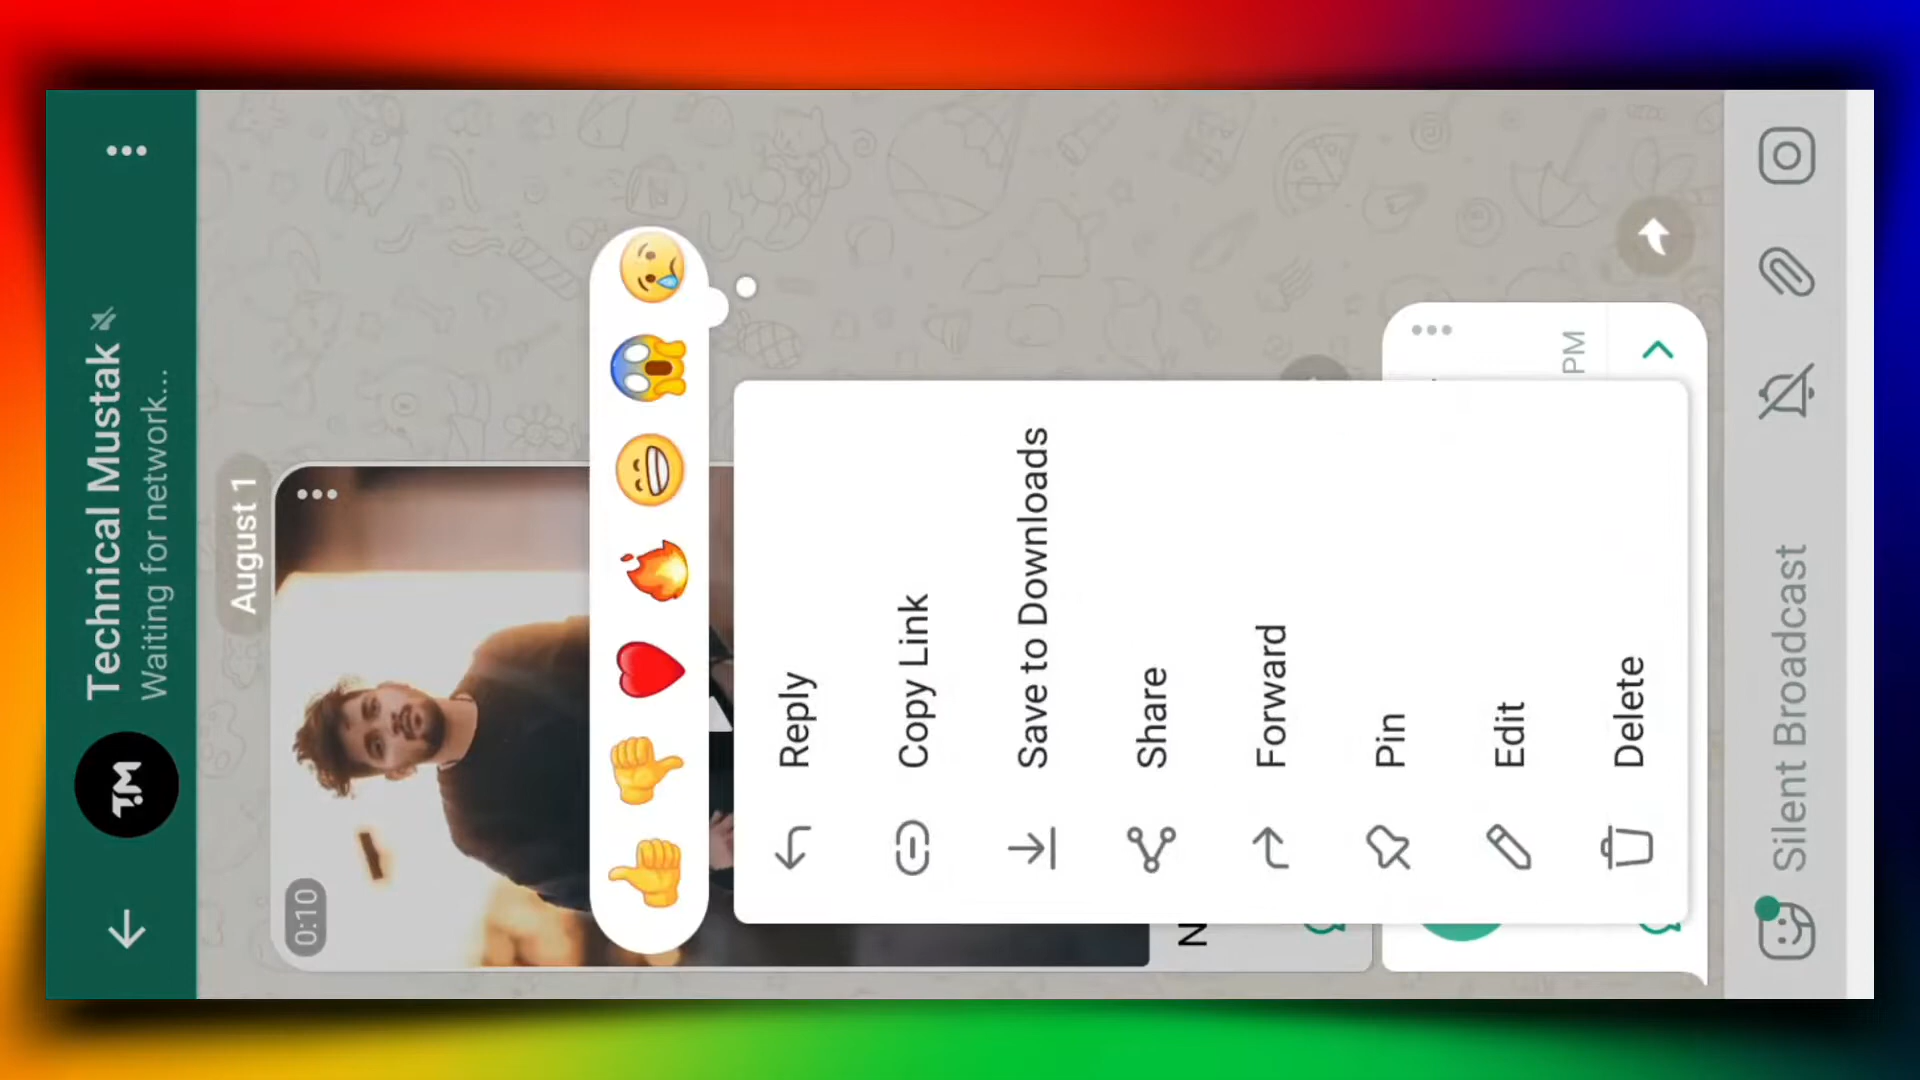 Technical Mustak
Waiting for network...
August 1
0:10
Reply
Copy Link
Save to Downloads
Share
Forward
Pin
Edit
Delete
N
PM
Silent Broadcast
TM